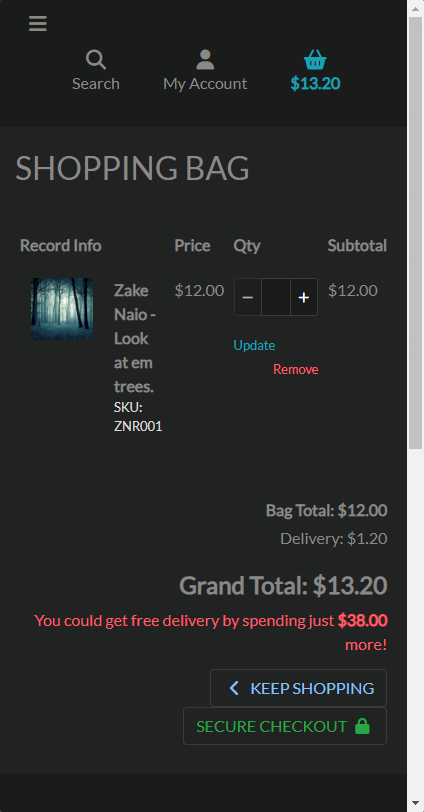 Search My Account $13.20
SHOPPING BAG
Record Info Price Qty Subtotal
Zake $12.00 − + $12.00
Naio -
Look
at em
trees.
SKU:
ZNR001
Update
Remove
Bag Total: $12.00
Delivery: $1.20
Grand Total: $13.20
You could get free delivery by spending just $38.00
more!
KEEP SHOPPING
SECURE CHECKOUT